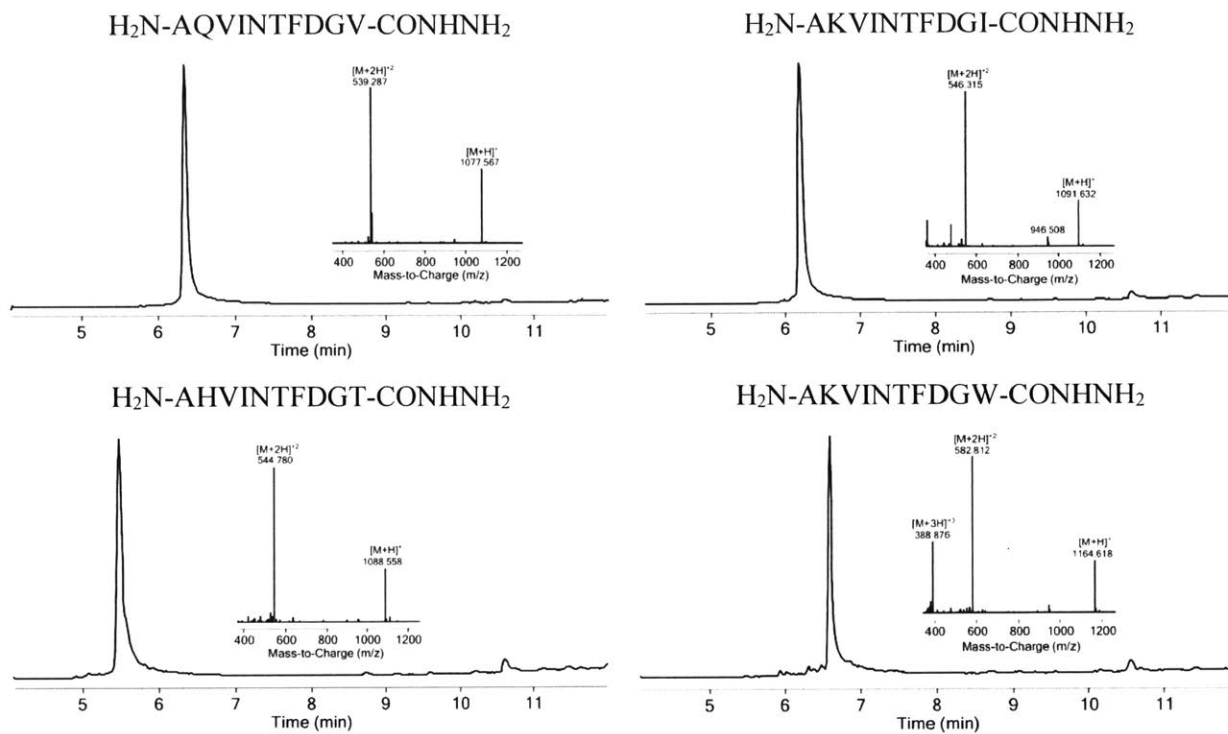 H₂N-AQVINTFDGV-CONHNH₂
[M+2H]⁺²
539.287
[M+H]⁺
1077.567
400 600 800 1000 1200
Mass-to-Charge (m/z)
5 6 7 8 9 10 11
Time (min)
H₂N-AKVINTFDGI-CONHNH₂
[M+2H]⁺²
546.315
[M+H]⁺
1091.632
946.508
400 600 800 1000 1200
Mass-to-Charge (m/z)
5 6 7 8 9 10 11
Time (min)
H₂N-AHVINTFDGT-CONHNH₂
[M+2H]⁺²
544.780
[M+H]⁺
1088.558
400 600 800 1000 1200
Mass-to-Charge (m/z)
5 6 7 8 9 10 11
Time (min)
H₂N-AKVINTFDGW-CONHNH₂
[M+2H]⁺²
582.812
[M+3H]⁺³
388.876
[M+H]⁺
1164.618
400 600 800 1000 1200
Mass-to-Charge (m/z)
5 6 7 8 9 10 11
Time (min)